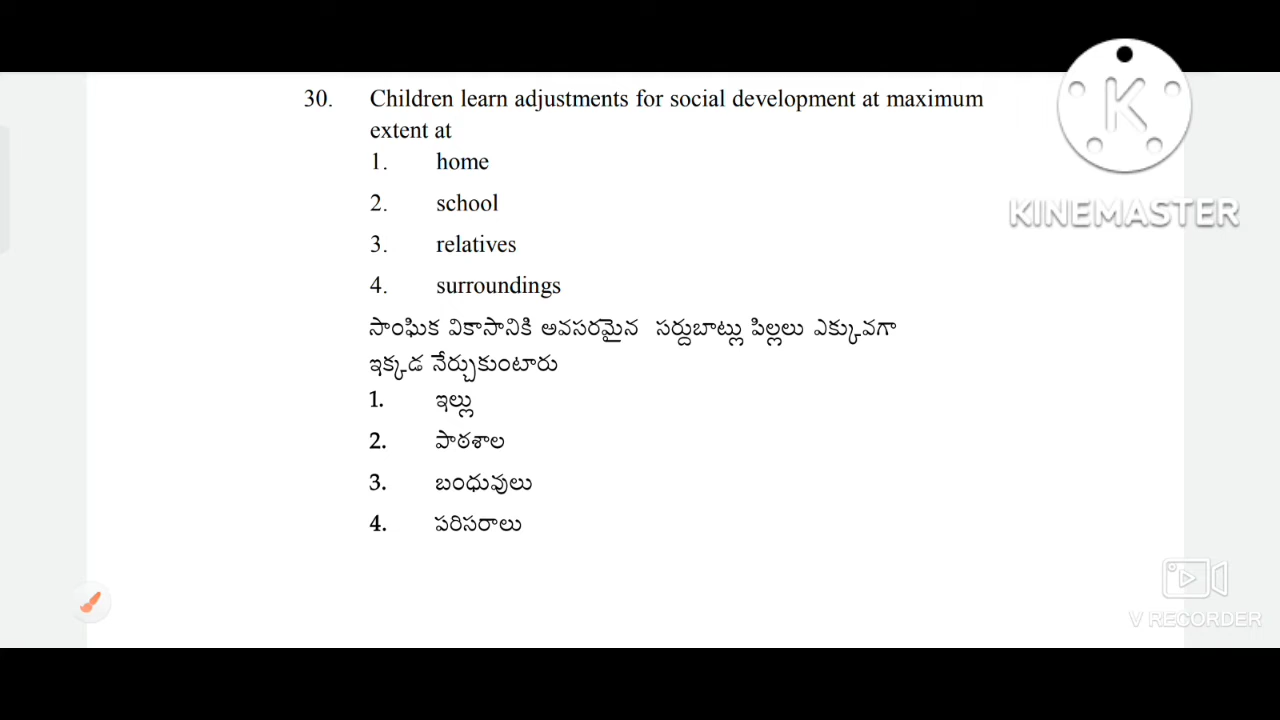 30. Children learn adjustments for social development at maximum
extent at
1. home
2. school
3. relatives
4. surroundings
సాంఘిక వికాసానికి అవసరమైన సర్దుబాట్లు పిల్లలు ఎక్కువగా
ఇక్కడ నేర్చుకుంటారు
1. ఇల్లు
2. పాఠశాల
3. బంధువులు
4. పరిసరాలు
KINEMASTER
V RECORDER